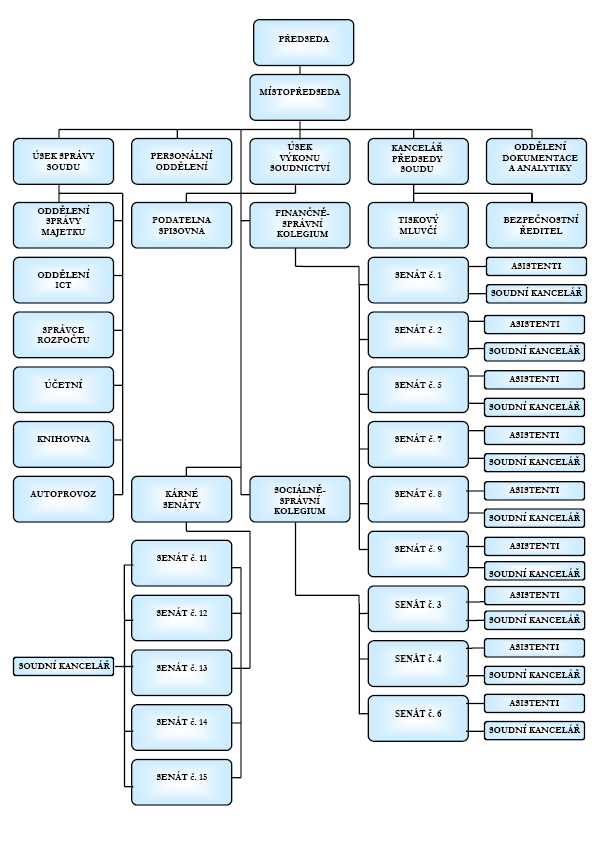 PŘEDSEDA
MÍSTOPŘEDSEDA
ÚSEK SPRÁVY
SOUDU
PERSONÁLNÍ
ODDĚLENÍ
ÚSEK
VÝKONU
SOUDNICTVÍ
KANCELÁŘ
PŘEDSEDY
SOUDU
ODDĚLENÍ
DOKUMENTACE
A ANALYTIKY
ODDĚLENÍ
SPRÁVY
MAJETKU
PODATELNA
SPISOVNA
FINANČNĚ-
SPRÁVNÍ
KOLEGIUM
TISKOVÝ
MLUVČÍ
BEZPEČNOSTNÍ
ŘEDITEL
ODDĚLENÍ
ICT
SENÁT č. 1
ASISTENTI
SOUDNÍ KANCELÁŘ
SPRÁVCE
ROZPOČTU
SENÁT č. 2
ASISTENTI
SOUDNÍ KANCELÁŘ
ÚČETNÍ
SENÁT č. 5
ASISTENTI
SOUDNÍ KANCELÁŘ
KNIHOVNA
SENÁT č. 7
ASISTENTI
SOUDNÍ KANCELÁŘ
AUTOPROVOZ
KÁRNÉ
SENÁTY
SOCIÁLNĚ-
SPRÁVNÍ
KOLEGIUM
SENÁT č. 8
ASISTENTI
SOUDNÍ KANCELÁŘ
SENÁT č. 9
ASISTENTI
SOUDNÍ KANCELÁŘ
SENÁT č. 11
SENÁT č. 3
ASISTENTI
SOUDNÍ KANCELÁŘ
SENÁT č. 12
SENÁT č. 4
ASISTENTI
SOUDNÍ KANCELÁŘ
SOUDNÍ KANCELÁŘ
SENÁT č. 13
SENÁT č. 6
ASISTENTI
SOUDNÍ KANCELÁŘ
SENÁT č. 14
SENÁT č. 15